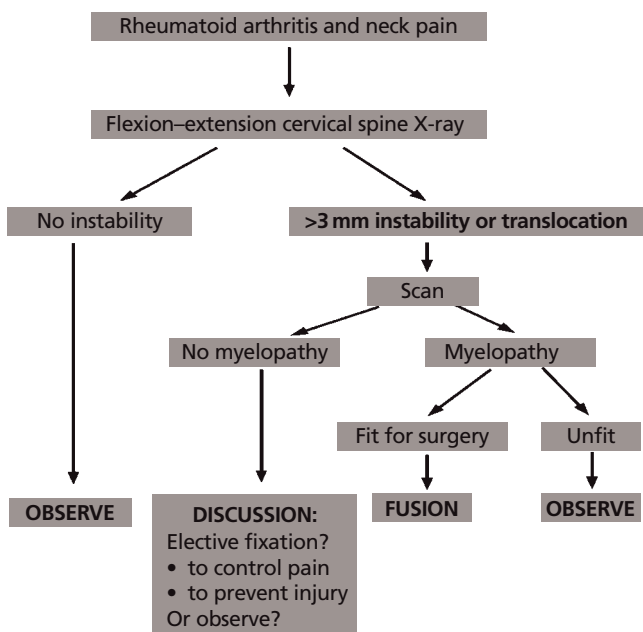 Rheumatoid arthritis and neck pain
Flexion–extension cervical spine X-ray
No instability
>3 mm instability or translocation
Scan
No myelopathy
Myelopathy
Fit for surgery
Unfit
OBSERVE
DISCUSSION:
Elective fixation?
• to control pain
• to prevent injury
Or observe?
FUSION
OBSERVE